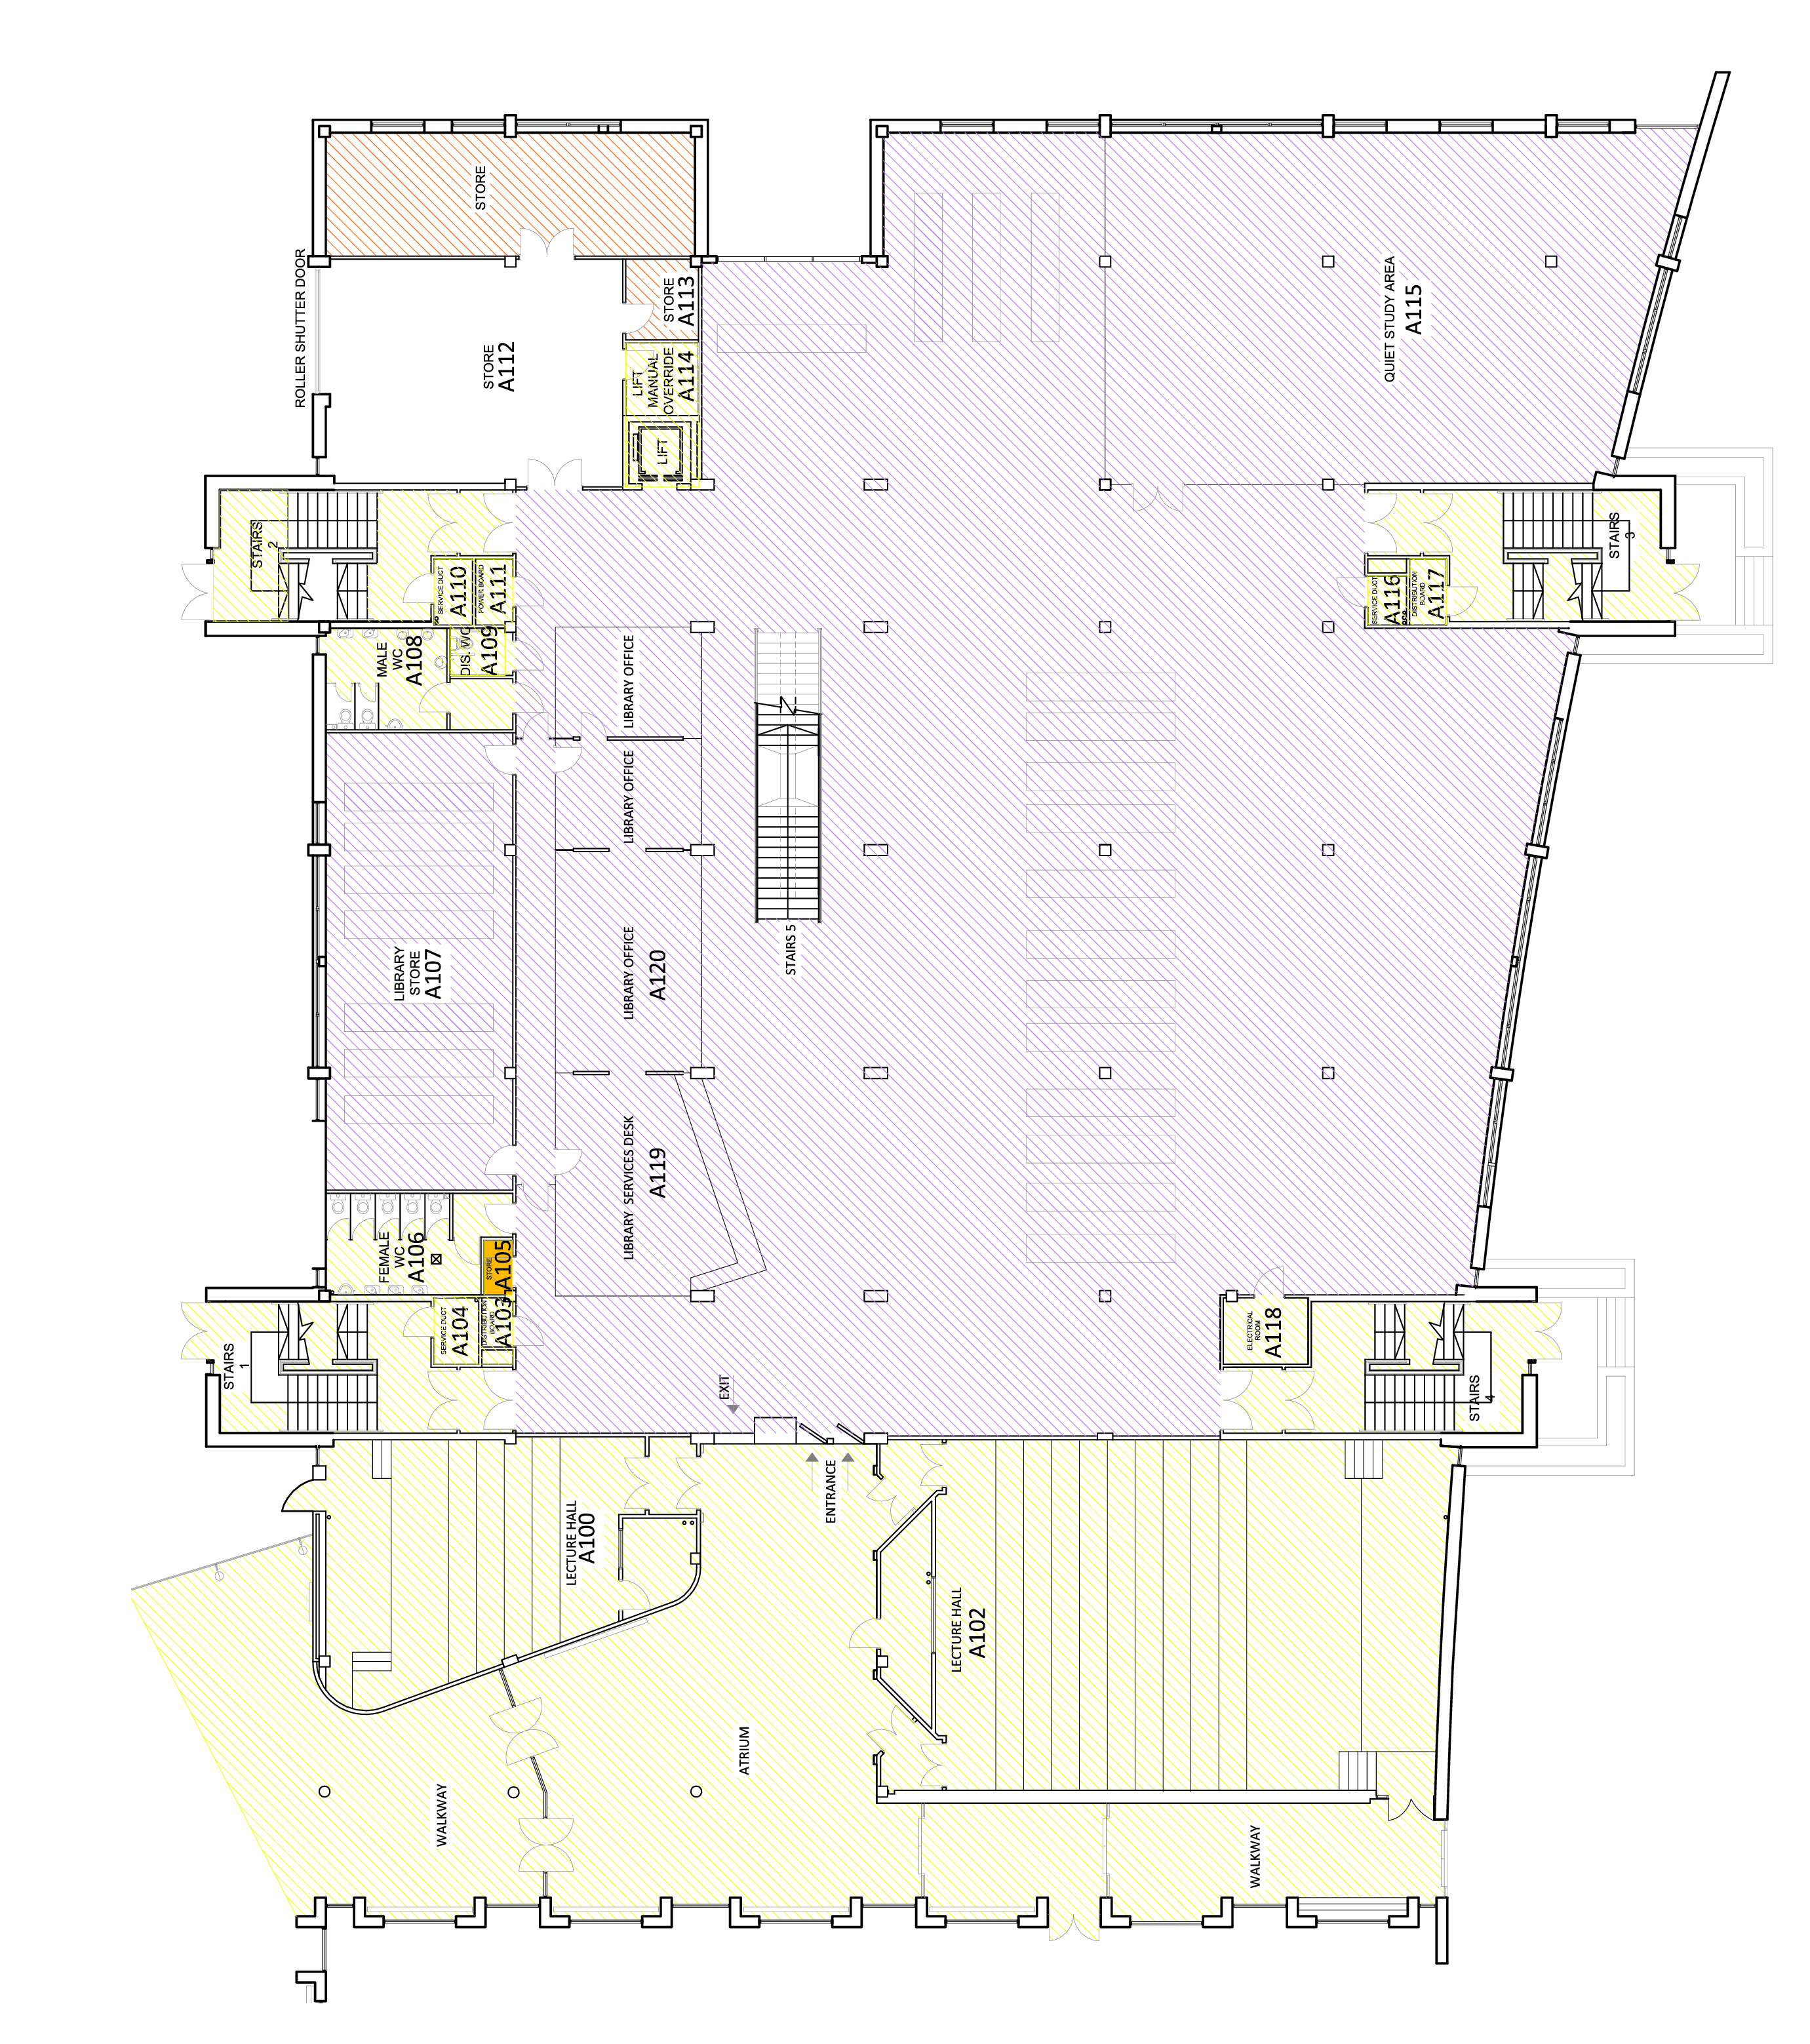 STORE
ROLLER SHUTTER DOOR
STORE
A113
STORE
A112
LIFT
MANUAL
OVERRIDE
A114
LIFT
QUIET STUDY AREA
A115
STAIRS
2
SERVICE DUCT
A110
POWER BOARD
A111
STAIRS
3
SERVICE DUCT
A116
DISTRIBUTION
BOARD
A117
MALE
WC
A108
DIS. WC
A109
LIBRARY OFFICE
LIBRARY OFFICE
LIBRARY
STORE
A107
LIBRARY OFFICE
A120
STAIRS 5
LIBRARY SERVICES DESK
A119
FEMALE
WC
A106
STORE
A105
STAIRS
1
SERVICE DUCT
A104
DISTRIBUTION
BOARD
A103
ELECTRICAL
ROOM
A118
STAIRS
4
EXIT
ENTRANCE
LECTURE HALL
A100
LECTURE HALL
A102
ATRIUM
WALKWAY
WALKWAY